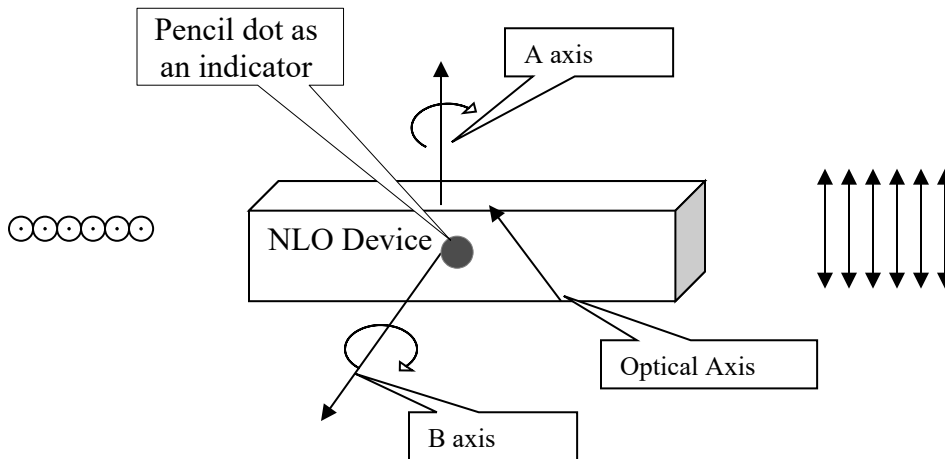 Pencil dot as
an indicator
A axis
NLO Device
Optical Axis
B axis